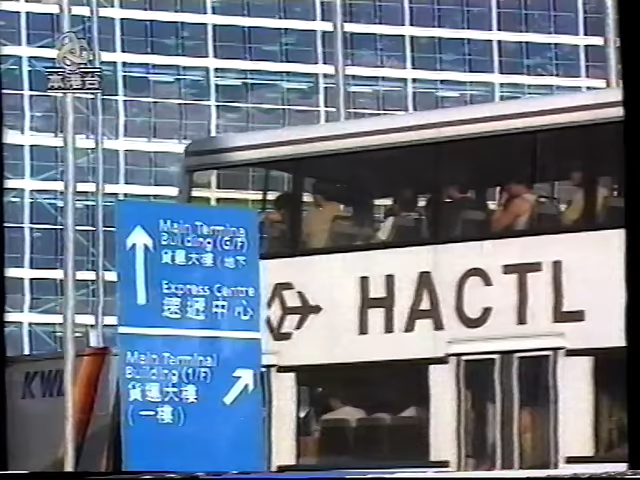 本港台
Main Terminal
Building (G/F)
貨運大樓 (地下
Express Centre
速遞中心
Main Terminal
Building (1/F)
貨運大樓
(一樓)
HACTL
KWE